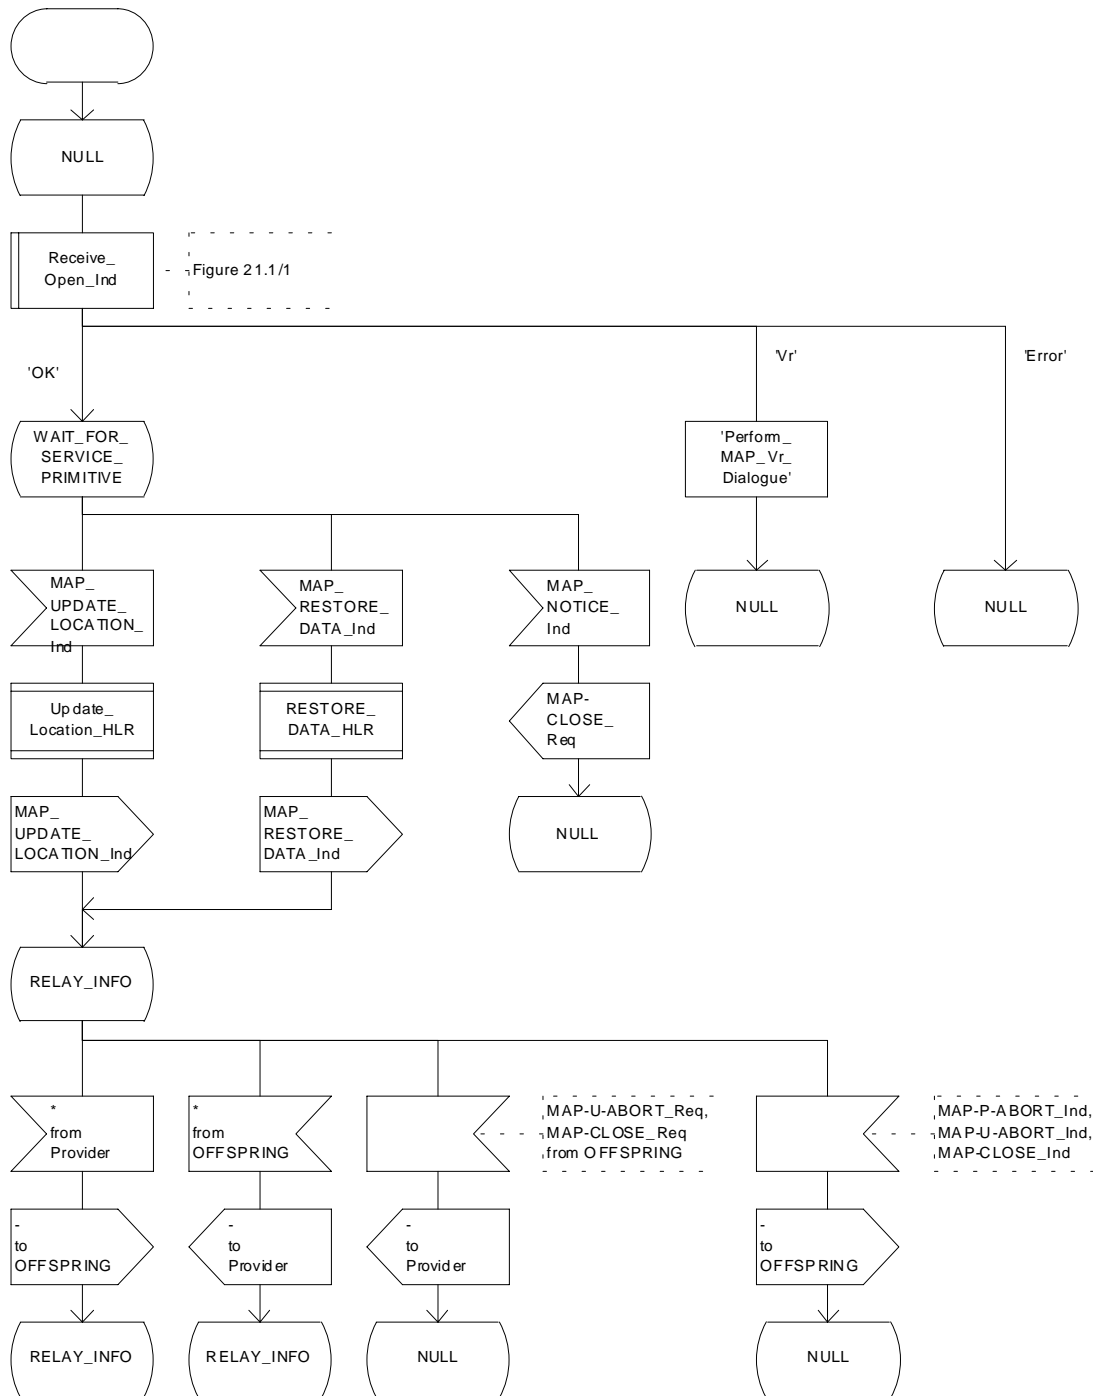 NULL
Receive_
Open_Ind
Figure 21.1/1
'OK'
'Vr'
'Error'
WAIT_FOR_
SERVICE_
PRIMITIVE
'Perform_
MAP_Vr_
Dialogue'
MAP_
UPDATE_
LOCATION_
Ind
MAP_
RESTORE_
DATA_Ind
MAP_
NOTICE_
Ind
NULL
NULL
Update_
Location_HLR
RESTORE_
DATA_HLR
MAP-
CLOSE_
Req
MAP_
UPDATE_
LOCATION_Ind
MAP_
RESTORE_
DATA_Ind
NULL
RELAY_INFO
*
from
Provider
*
from
OFFSPRING
MAP-U-ABORT_Req,
MAP-CLOSE_Req
from OFFSPRING
MAP-P-ABORT_Ind,
MAP-U-ABORT_Ind,
MAP-CLOSE_Ind
-
to
OFFSPRING
-
to
Provider
-
to
Provider
-
to
OFFSPRING
RELAY_INFO
RELAY_INFO
NULL
NULL